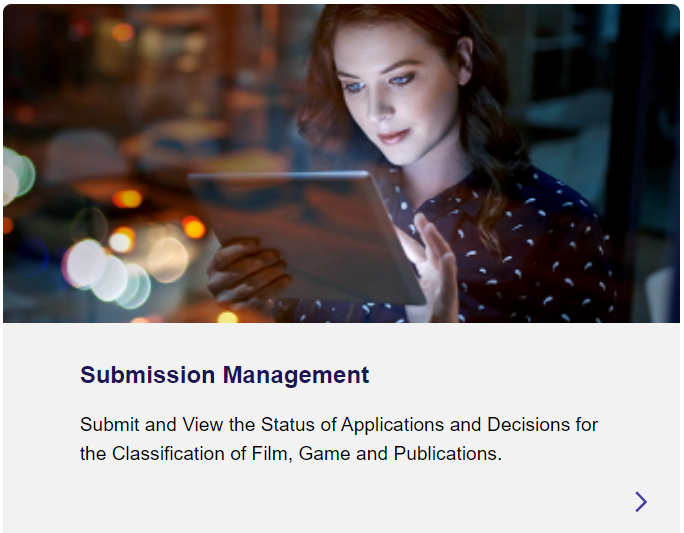 Submission Management
Submit and View the Status of Applications and Decisions for
the Classification of Film, Game and Publications.